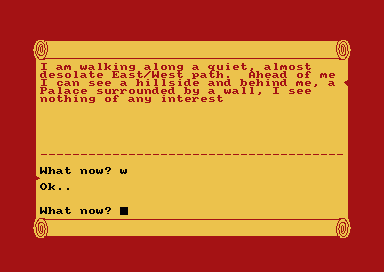 I am walking along a quiet, almost
desolate East/West path.  Ahead of me
I can see a hillside and behind me, a
Palace surrounded by a wall, I see
nothing of any interest
What now? w
Ok..
What now?